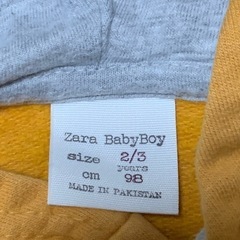 Zara BabyBoy
size 2/3
years
cm 98
MADE IN PAKISTAN